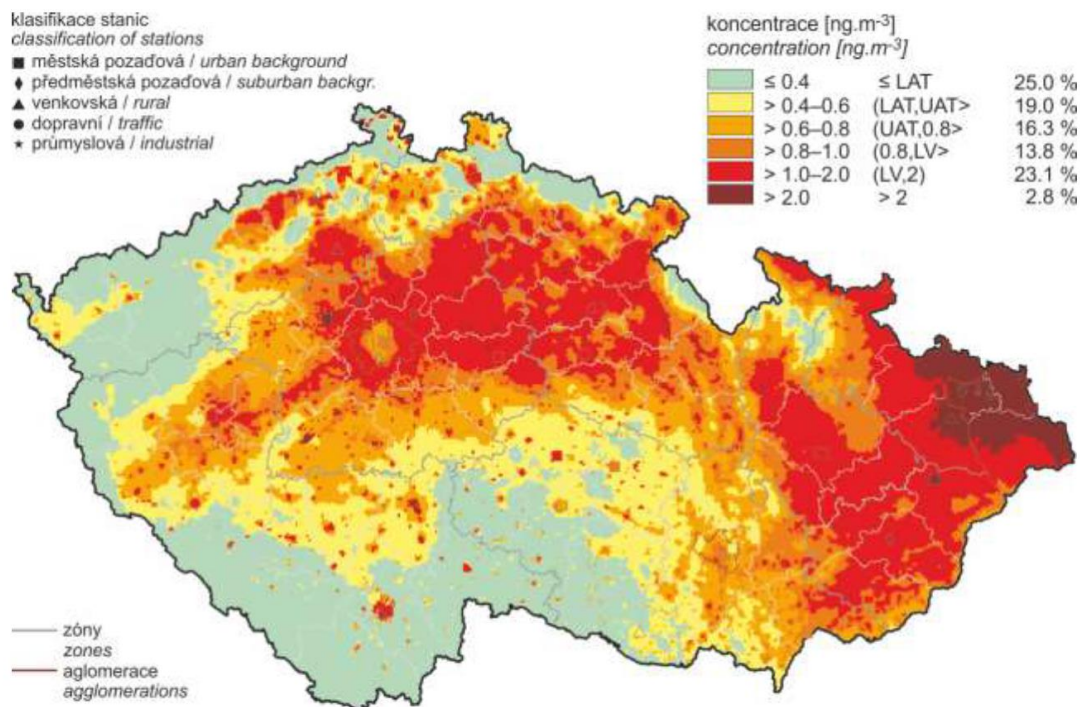 klasifikace stanic
classification of stations
■ městská pozaďová / urban background
♦ předměstská pozaďová / suburban backgr.
▲ venkovská / rural
● dopravní / traffic
★ průmyslová / industrial
koncentrace [ng.m-3]
concentration [ng.m-3]
≤ 0.4 ≤ LAT 25.0 %
> 0.4–0.6 (LAT,UAT> 19.0 %
> 0.6–0.8 (UAT,0.8> 16.3 %
> 0.8–1.0 (0.8,LV> 13.8 %
> 1.0–2.0 (LV,2) 23.1 %
> 2.0 > 2 2.8 %
zóny
zones
aglomerace
agglomerations